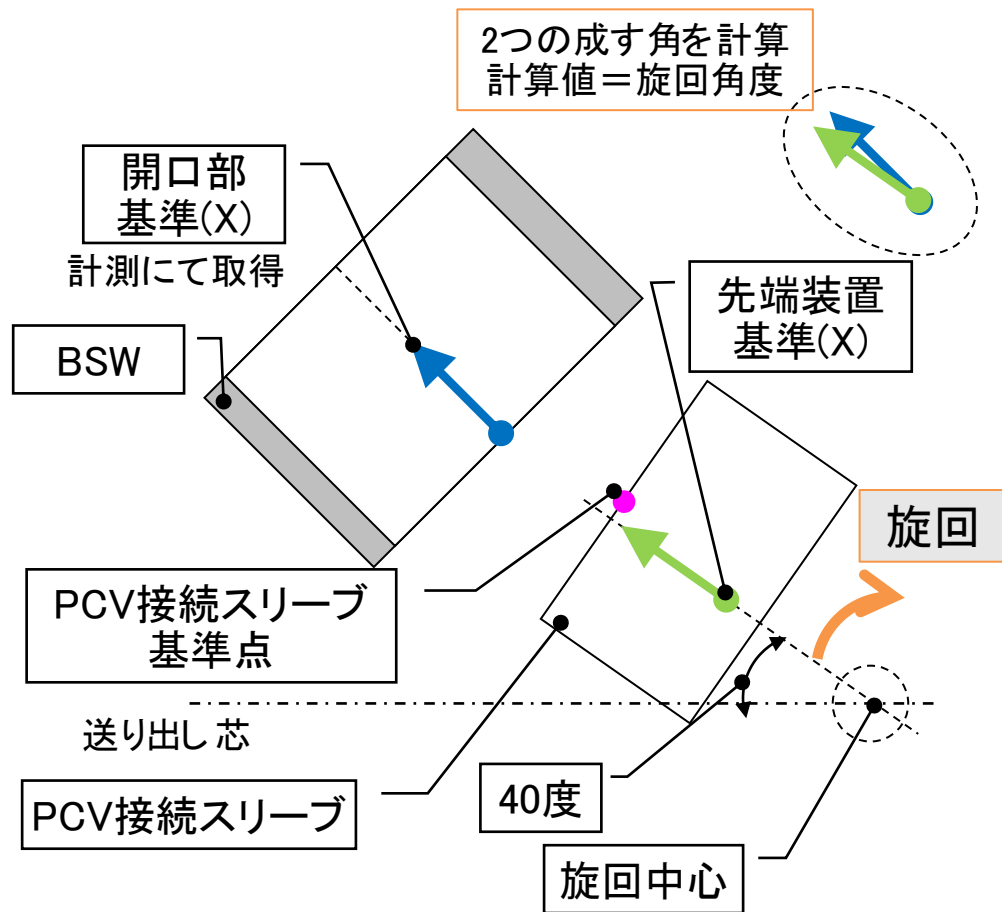 2つの成す角を計算
計算値＝旋回角度
開口部
基準(X)
計測にて取得
先端装置
基準(X)
BSW
旋回
PCV接続スリーブ
基準点
送り出し芯
PCV接続スリーブ
40度
旋回中心